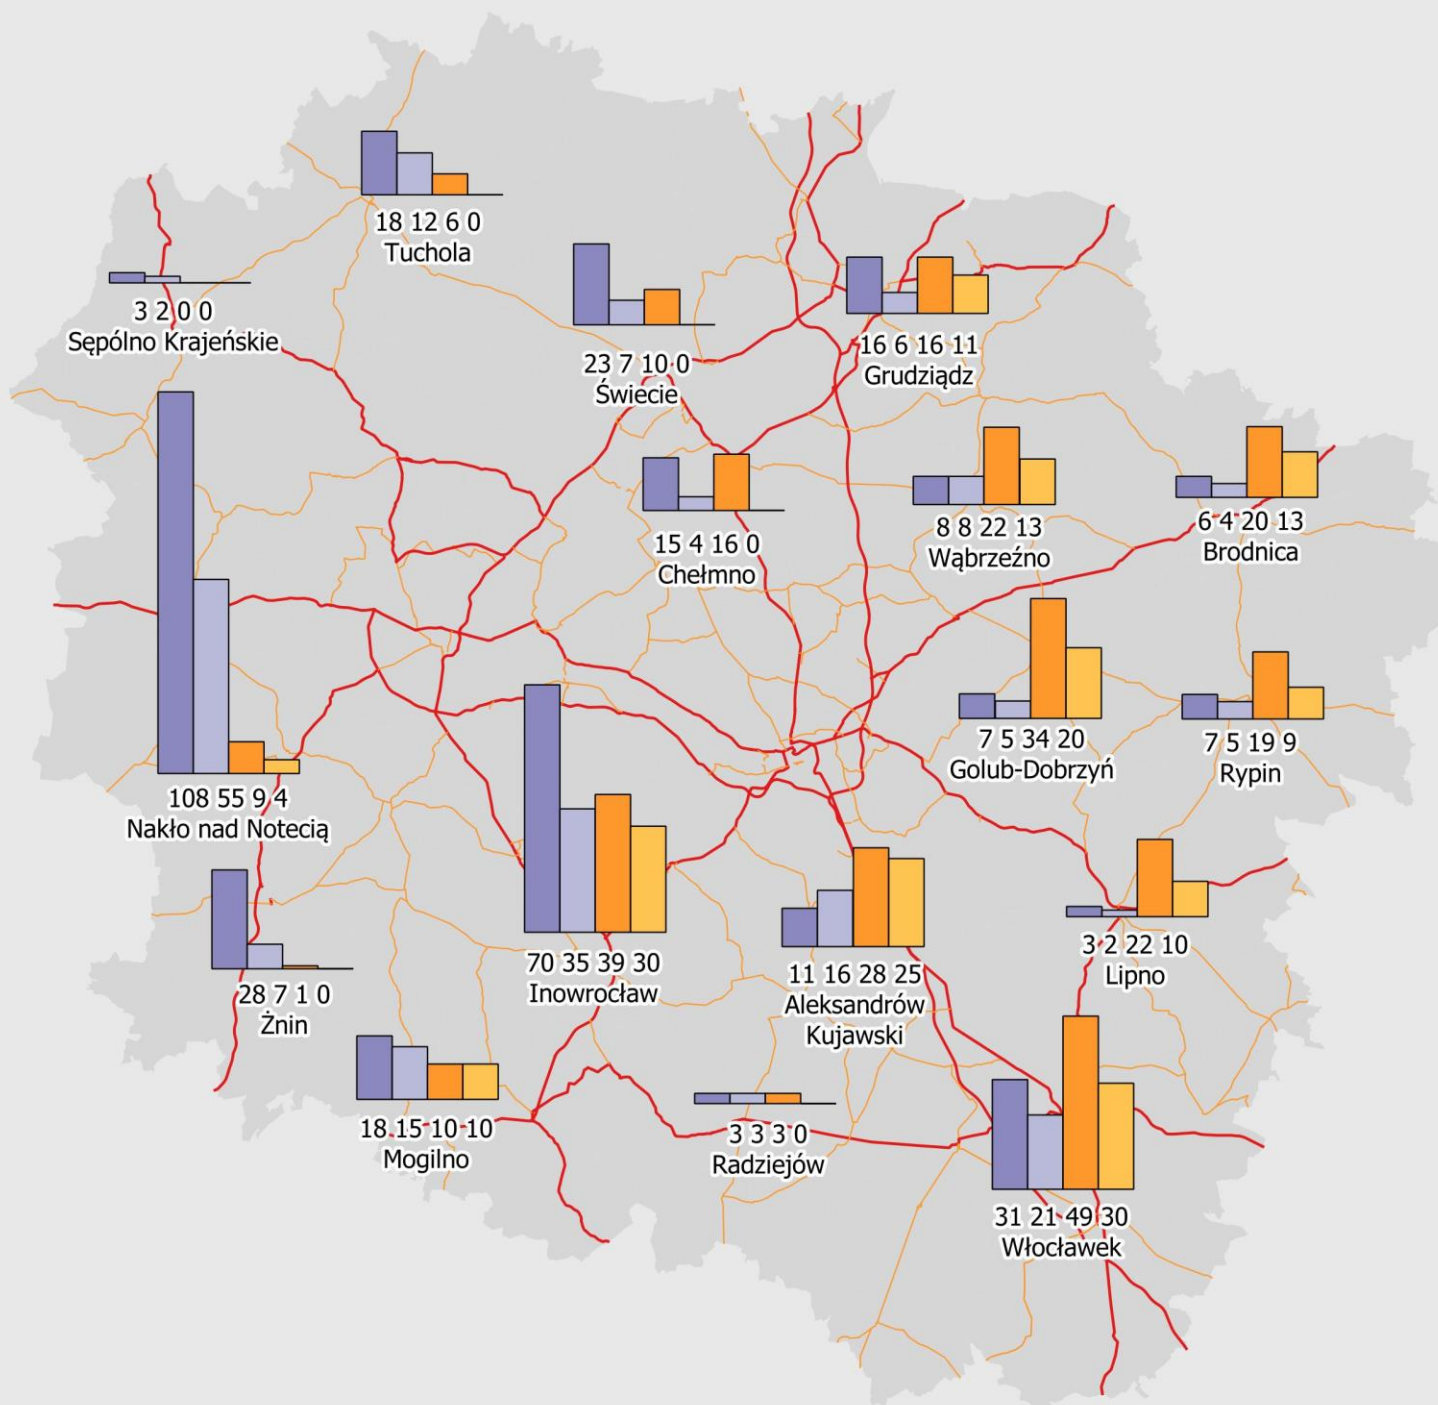 18 12 6 0
Tuchola
3 2 0 0
Sępólno Krajeńskie
23 7 10 0
Świecie
16 6 16 11
Grudziądz
15 4 16 0
Chełmno
8 8 22 13
Wąbrzeźno
6 4 20 13
Brodnica
108 55 9 4
Nakło nad Notecią
7 5 34 20
Golub-Dobrzyń
7 5 19 9
Rypin
28 7 1 0
Żnin
70 35 39 30
Inowrocław
11 16 28 25
Aleksandrów
Kujawski
3 2 22 10
Lipno
18 15 10 10
Mogilno
3 3 3 0
Radziejów
31 21 49 30
Włocławek